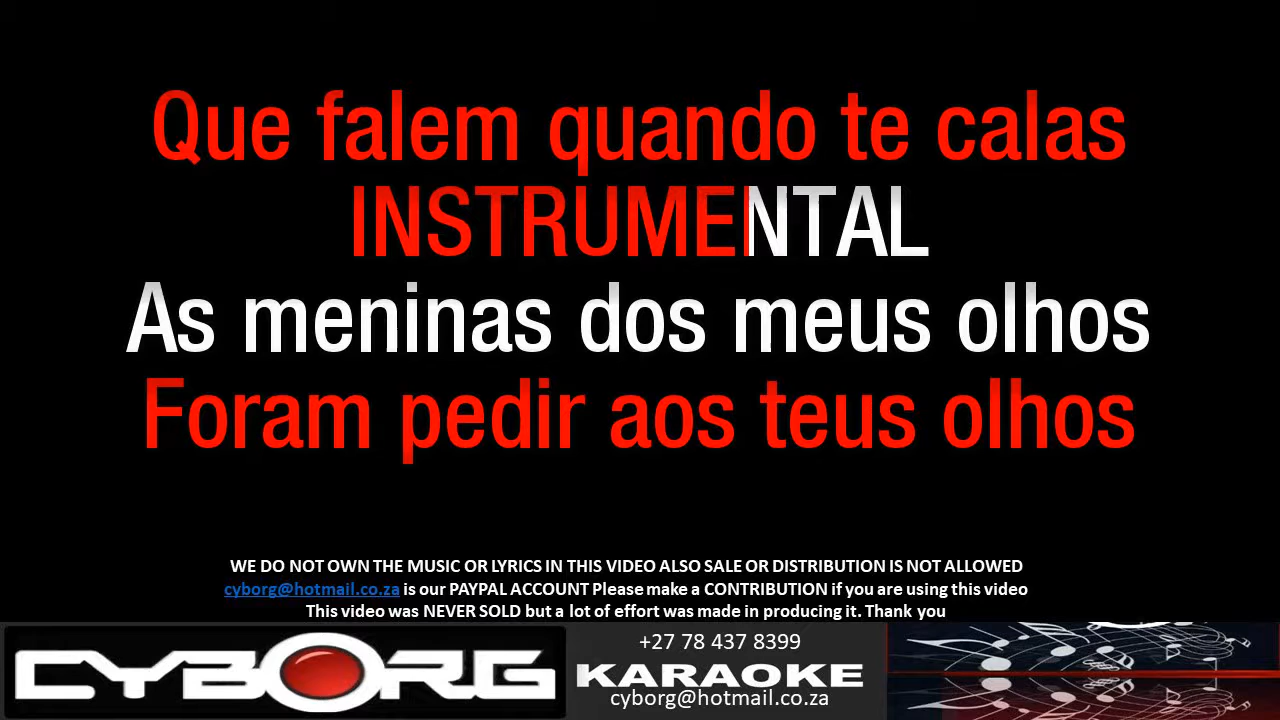 Que falem quando te calas
INSTRUMENTAL
As meninas dos meus olhos
Foram pedir aos teus olhos
WE DO NOT OWN THE MUSIC OR LYRICS IN THIS VIDEO ALSO SALE OR DISTRIBUTION IS NOT ALLOWED
cyborg@hotmail.co.za is our PAYPAL ACCOUNT Please make a CONTRIBUTION if you are using this video
This video was NEVER SOLD but a lot of effort was made in producing it. Thank you
CYBORG
+27 78 437 8399
KARAOKE
cyborg@hotmail.co.za